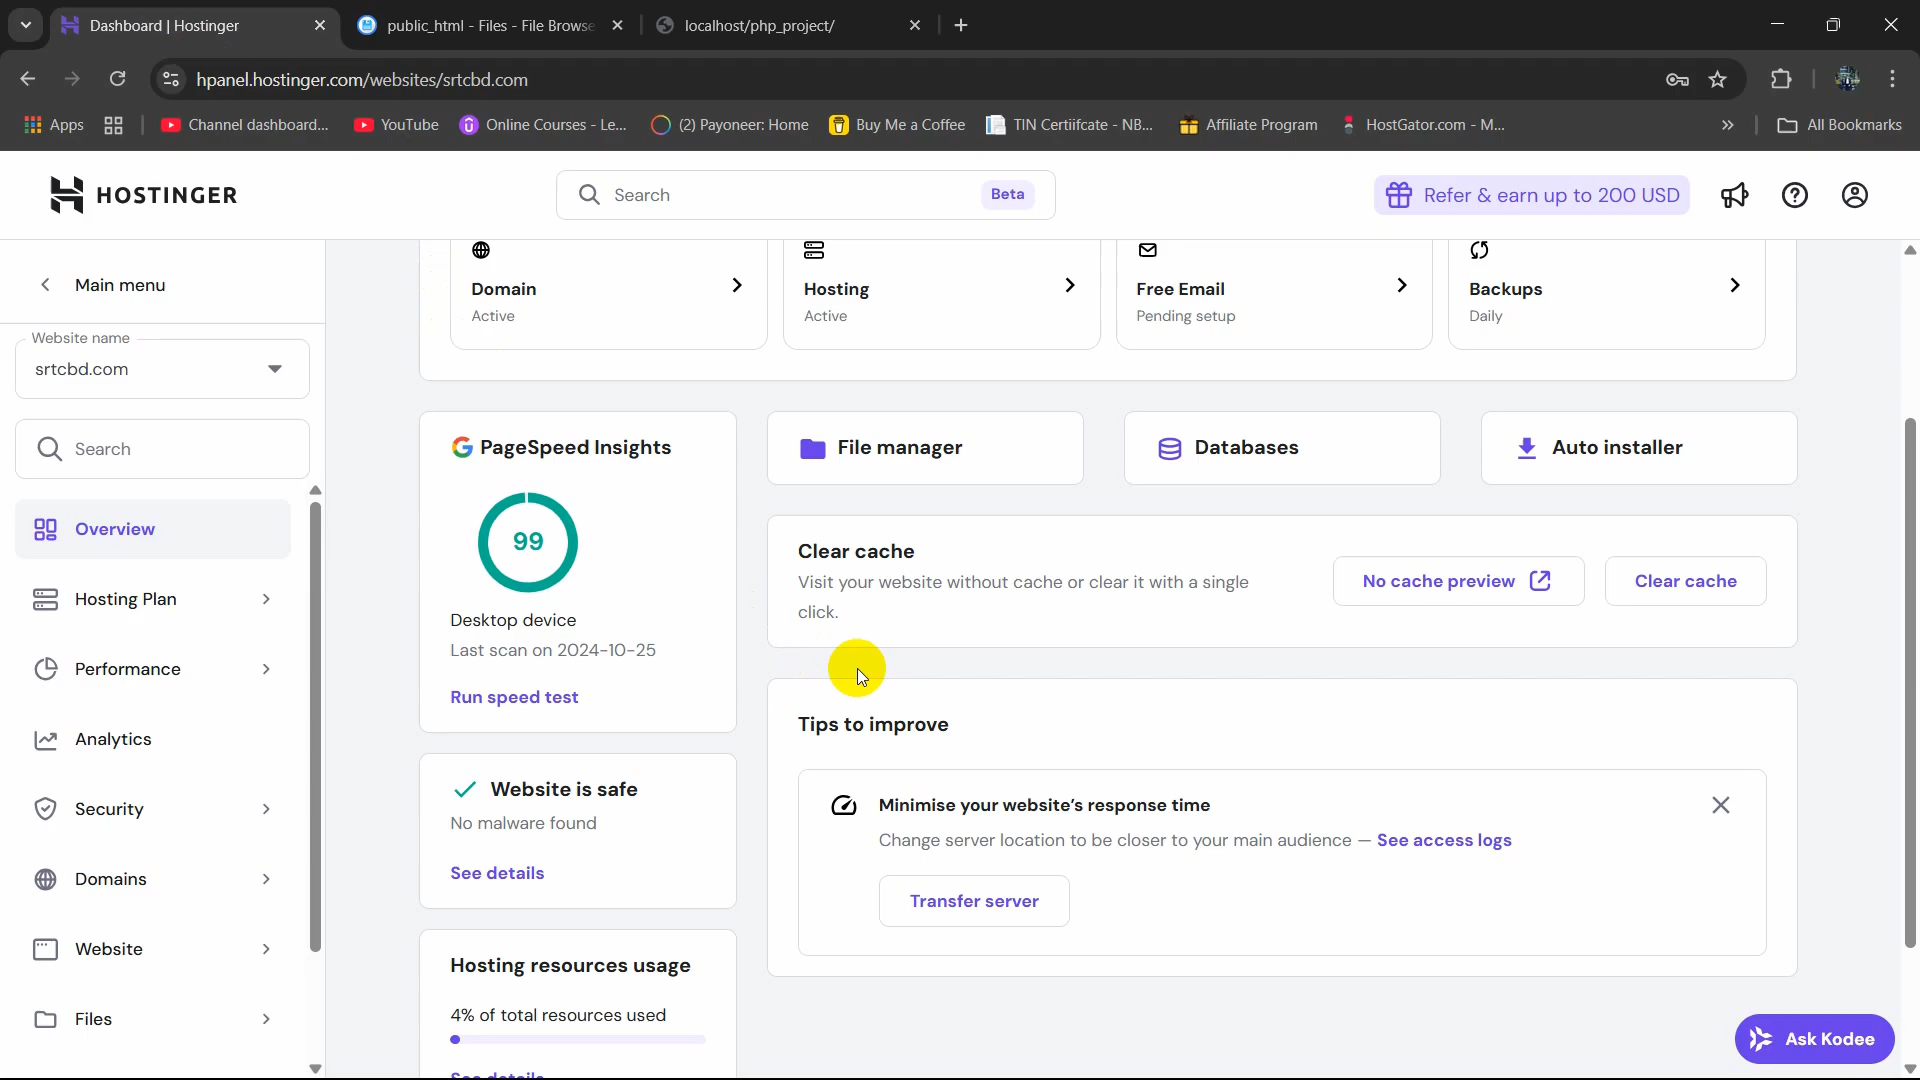 Dashboard | Hostinger
public_html - Files - File Browse
localhost/php_project/
hpanel.hostinger.com/websites/srtcbd.com
Apps
Channel dashboard...
YouTube
Online Courses - Le...
(2) Payoneer: Home
Buy Me a Coffee
TIN Certiifcate - NB...
Affiliate Program
HostGator.com - M...
All Bookmarks
HOSTINGER
Search
Beta
Refer & earn up to 200 USD
Main menu
Website name
srtcbd.com
Search
Overview
Hosting Plan
Performance
Analytics
Security
Domains
Website
Files
Domain
Active
Hosting
Active
Free Email
Pending setup
Backups
Daily
PageSpeed Insights
99
Desktop device
Last scan on 2024-10-25
Run speed test
File manager
Databases
Auto installer
Clear cache
Visit your website without cache or clear it with a single
click.
No cache preview
Clear cache
Tips to improve
Minimise your website's response time
Change server location to be closer to your main audience — See access logs
Transfer server
Website is safe
No malware found
See details
Hosting resources usage
4% of total resources used
See details
Ask Kodee